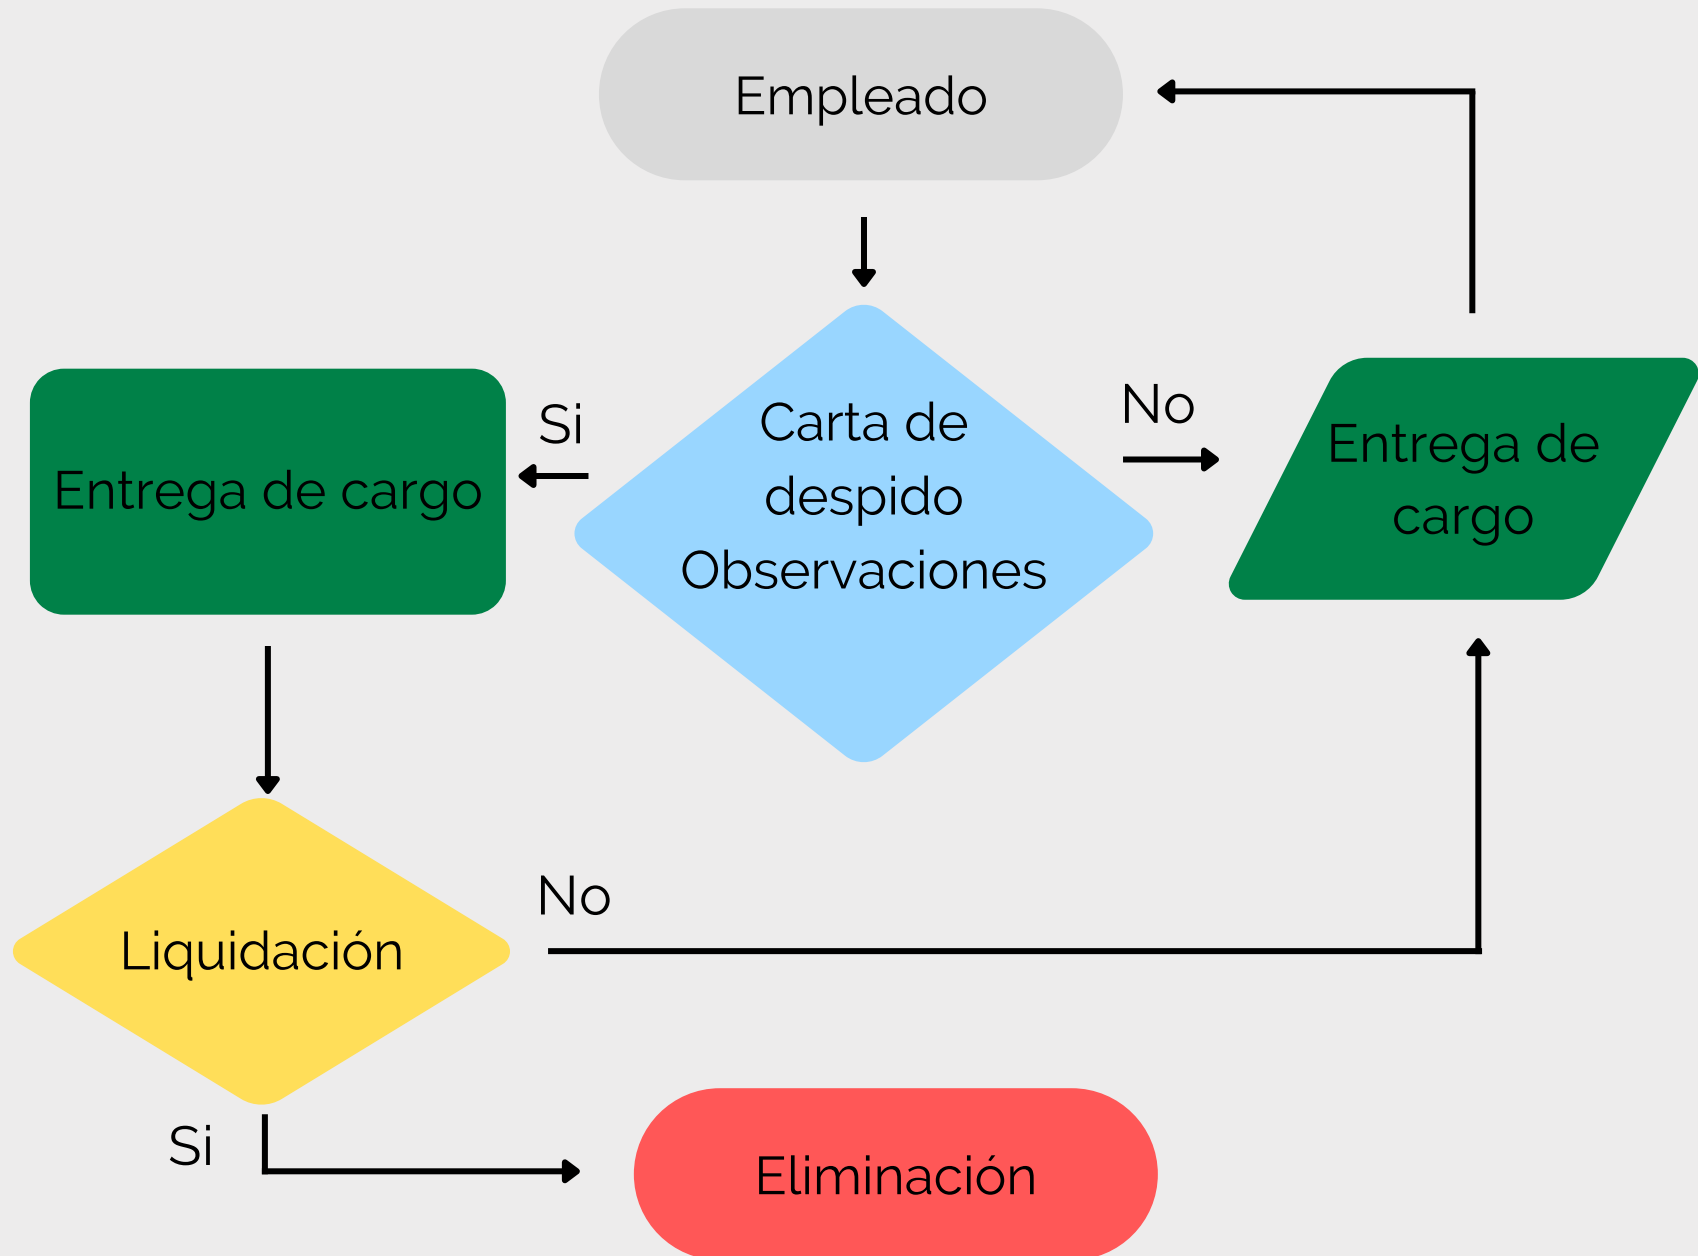 Empleado
Si
Carta de
despido
Observaciones
No
Entrega de cargo
Entrega de
cargo
No
Liquidación
Si
Eliminación